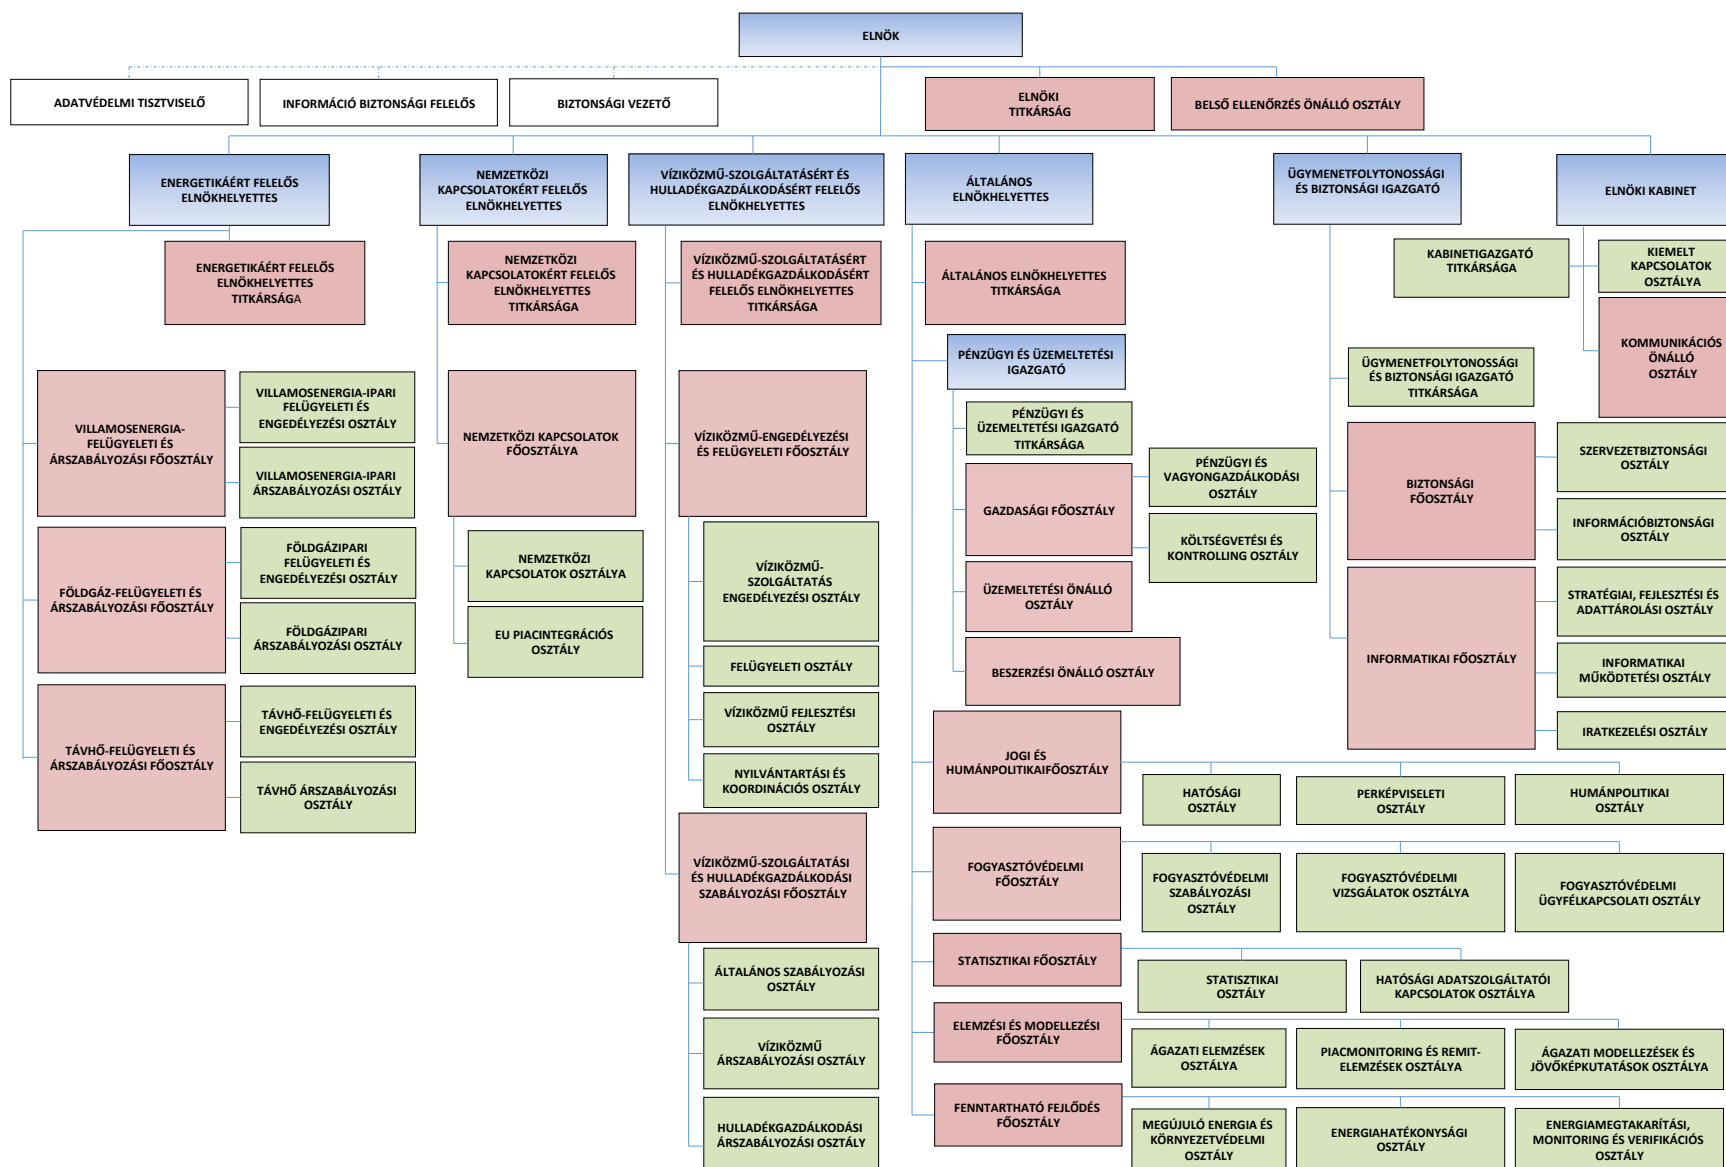 ELNÖK
ADATVÉDELMI TISZTVISELŐ
INFORMÁCIÓ BIZTONSÁGI FELELŐS
BIZTONSÁGI VEZETŐ
ELNÖKI
TITKÁRSÁG
BELSŐ ELLENŐRZÉS ÖNÁLLÓ OSZTÁLY
ENERGETIKÁÉRT FELELŐS
ELNÖKHELYETTES
NEMZETKÖZI
KAPCSOLATOKÉRT FELELŐS
ELNÖKHELYETTES
VÍZIKÖZMŰ-SZOLGÁLTATÁSÉRT ÉS
HULLADÉKGAZDÁLKODÁSÉRT FELELŐS
ELNÖKHELYETTES
ÁLTALÁNOS
ELNÖKHELYETTES
ÜGYMENETFOLYTONOSSÁGI
ÉS BIZTONSÁGI IGAZGATÓ
ELNÖKI KABINET
ENERGETIKÁÉRT FELELŐS
ELNÖKHELYETTES
TITKÁRSÁGA
NEMZETKÖZI
KAPCSOLATOKÉRT FELELŐS
ELNÖKHELYETTES
TITKÁRSÁGA
VÍZIKÖZMŰ-SZOLGÁLTATÁSÉRT
ÉS HULLADÉKGAZDÁLKODÁSÉRT
FELELŐS ELNÖKHELYETTES
TITKÁRSÁGA
ÁLTALÁNOS ELNÖKHELYETTES
TITKÁRSÁGA
KABINETIGAZGATÓ
TITKÁRSÁGA
KIEMELT
KAPCSOLATOK
OSZTÁLYA
KOMMUNIKÁCIÓS
ÖNÁLLÓ
OSZTÁLY
PÉNZÜGYI ÉS ÜZEMELTETÉSI
IGAZGATÓ
ÜGYMENETFOLYTONOSSÁGI
ÉS BIZTONSÁGI IGAZGATÓ
TITKÁRSÁGA
VILLAMOSENERGIA-
FELÜGYELETI ÉS
ÁRSZABÁLYOZÁSI FŐOSZTÁLY
VILLAMOSENERGIA-IPARI
FELÜGYELETI ÉS
ENGEDÉLYEZÉSI OSZTÁLY
VILLAMOSENERGIA-IPARI
ÁRSZABÁLYOZÁSI OSZTÁLY
NEMZETKÖZI KAPCSOLATOK
FŐOSZTÁLYA
VÍZIKÖZMŰ-ENGEDÉLYEZÉSI
ÉS FELÜGYELETI FŐOSZTÁLY
PÉNZÜGYI ÉS
ÜZEMELTETÉSI IGAZGATÓ
TITKÁRSÁGA
GAZDASÁGI FŐOSZTÁLY
PÉNZÜGYI ÉS
VAGYONGAZDÁLKODÁSI
OSZTÁLY
KÖLTSÉGVETÉSI ÉS
KONTROLLING OSZTÁLY
BIZTONSÁGI
FŐOSZTÁLY
SZERVEZETBIZTONSÁGI
OSZTÁLY
INFORMÁCIÓBIZTONSÁGI
OSZTÁLY
FÖLDGÁZ-FELÜGYELETI ÉS
ÁRSZABÁLYOZÁSI FŐOSZTÁLY
FÖLDGÁZIPARI
FELÜGYELETI ÉS
ENGEDÉLYEZÉSI OSZTÁLY
FÖLDGÁZIPARI
ÁRSZABÁLYOZÁSI OSZTÁLY
NEMZETKÖZI
KAPCSOLATOK OSZTÁLYA
EU PIACINTEGRÁCIÓS
OSZTÁLY
VÍZIKÖZMŰ-
SZOLGÁLTATÁS
ENGEDÉLYEZÉSI OSZTÁLY
FELÜGYELETI OSZTÁLY
VÍZIKÖZMŰ FEJLESZTÉSI
OSZTÁLY
NYILVÁNTARTÁSI ÉS
KOORDINÁCIÓS OSZTÁLY
ÜZEMELTETÉSI ÖNÁLLÓ
OSZTÁLY
BESZERZÉSI ÖNÁLLÓ OSZTÁLY
INFORMATIKAI FŐOSZTÁLY
STRATÉGIAI, FEJLESZTÉSI ÉS
ADATTÁROLÁSI OSZTÁLY
INFORMATIKAI
MŰKÖDTETÉSI OSZTÁLY
IRATKEZELÉSI OSZTÁLY
TÁVHŐ-FELÜGYELETI ÉS
ÁRSZABÁLYOZÁSI FŐOSZTÁLY
TÁVHŐ-FELÜGYELETI ÉS
ENGEDÉLYEZÉSI OSZTÁLY
TÁVHŐ ÁRSZABÁLYOZÁSI
OSZTÁLY
JOGI ÉS
HUMÁNPOLITIKAIFŐOSZTÁLY
HATÓSÁGI
OSZTÁLY
PERKÉPVISELETI
OSZTÁLY
HUMÁNPOLITIKAI
OSZTÁLY
VÍZIKÖZMŰ-SZOLGÁLTATÁSI
ÉS HULLADÉKGAZDÁLKODÁSI
SZABÁLYOZÁSI FŐOSZTÁLY
FOGYASZTÓVÉDELMI
FŐOSZTÁLY
FOGYASZTÓVÉDELMI
SZABÁLYOZÁSI
OSZTÁLY
FOGYASZTÓVÉDELMI
VIZSGÁLATOK OSZTÁLYA
FOGYASZTÓVÉDELMI
ÜGYFÉLKAPCSOLATI OSZTÁLY
ÁLTALÁNOS SZABÁLYOZÁSI
OSZTÁLY
STATISZTIKAI FŐOSZTÁLY
STATISZTIKAI
OSZTÁLY
HATÓSÁGI ADATSZOLGÁLTATÓI
KAPCSOLATOK OSZTÁLYA
VÍZIKÖZMŰ
ÁRSZABÁLYOZÁSI OSZTÁLY
ELEMZÉSI ÉS MODELLEZÉSI
FŐOSZTÁLY
ÁGAZATI ELEMZÉSEK
OSZTÁLYA
PIACMONITORING ÉS REMIT-
ELEMZÉSEK OSZTÁLYA
ÁGAZATI MODELLEZÉSEK ÉS
JÖVŐKÉPKUTATÁSOK OSZTÁLYA
HULLADÉKGAZDÁLKODÁSI
ÁRSZABÁLYOZÁSI OSZTÁLY
FENNTARTHATÓ FEJLŐDÉS
FŐOSZTÁLY
MEGÚJULÓ ENERGIA ÉS
KÖRNYEZETVÉDELMI
OSZTÁLY
ENERGIAHATÉKONYSÁGI
OSZTÁLY
ENERGIAMEGTAKARÍTÁSI,
MONITORING ÉS VERIFIKÁCIÓS
OSZTÁLY